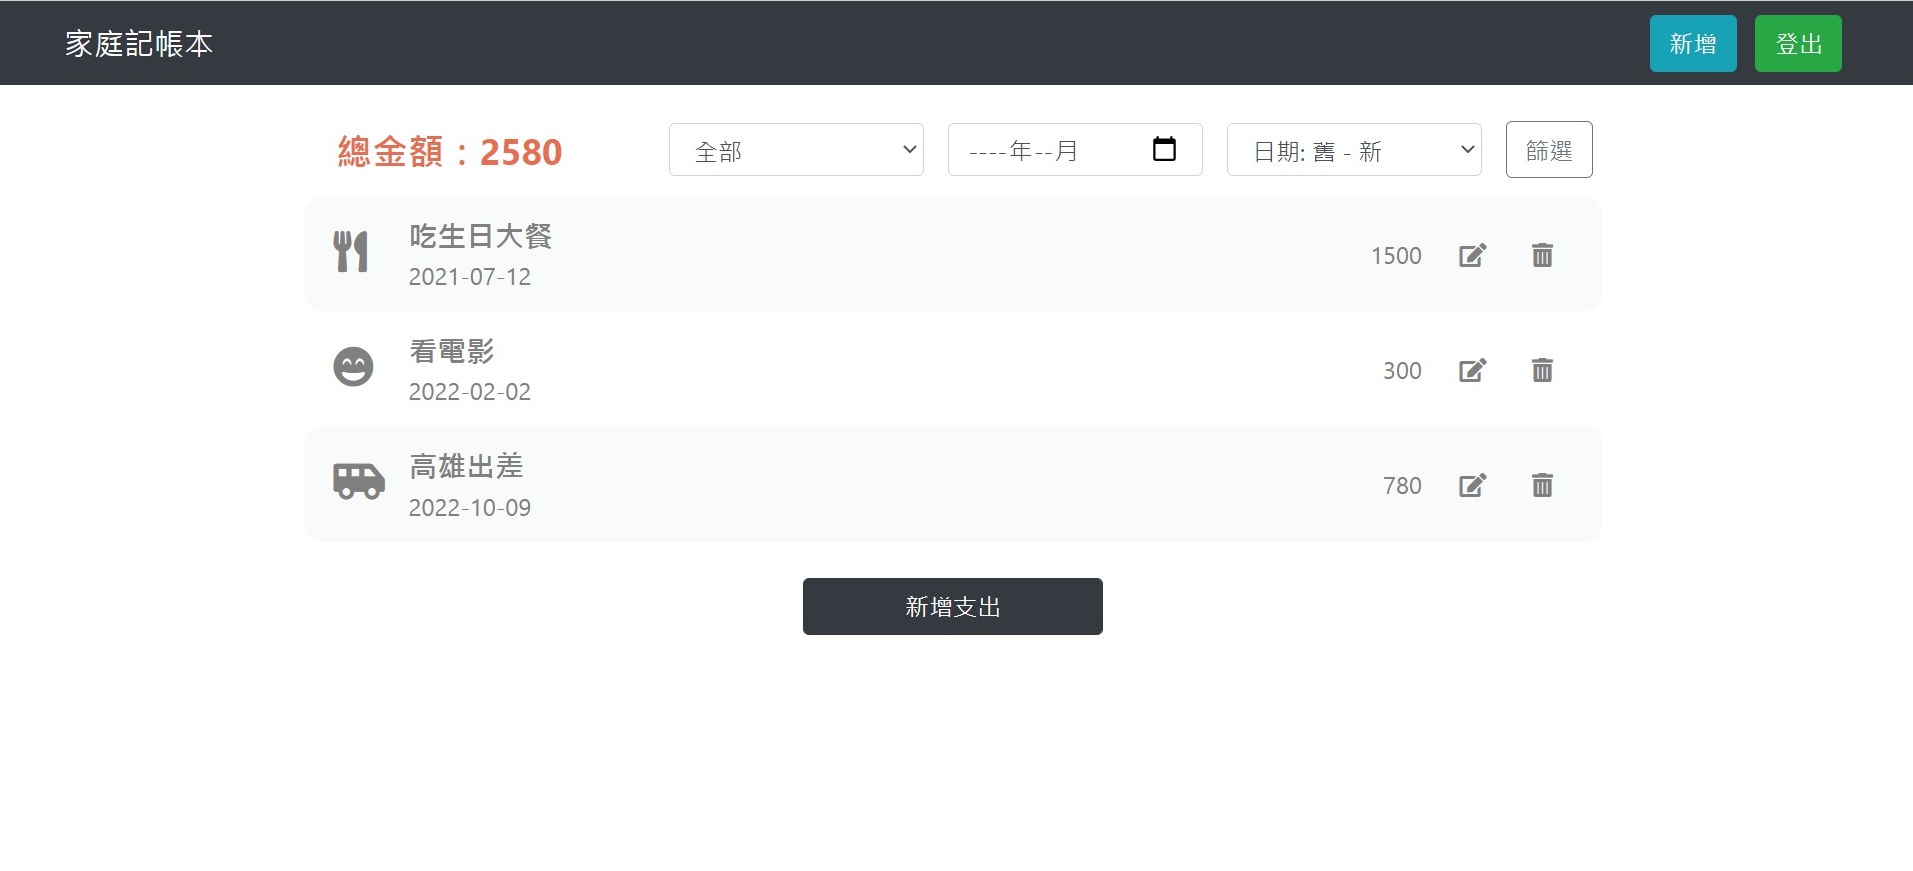 家庭記帳本
新增
登出
總金額：2580
全部
----年--月
日期: 舊 - 新
篩選
吃生日大餐
2021-07-12
1500
看電影
2022-02-02
300
高雄出差
2022-10-09
780
新增支出